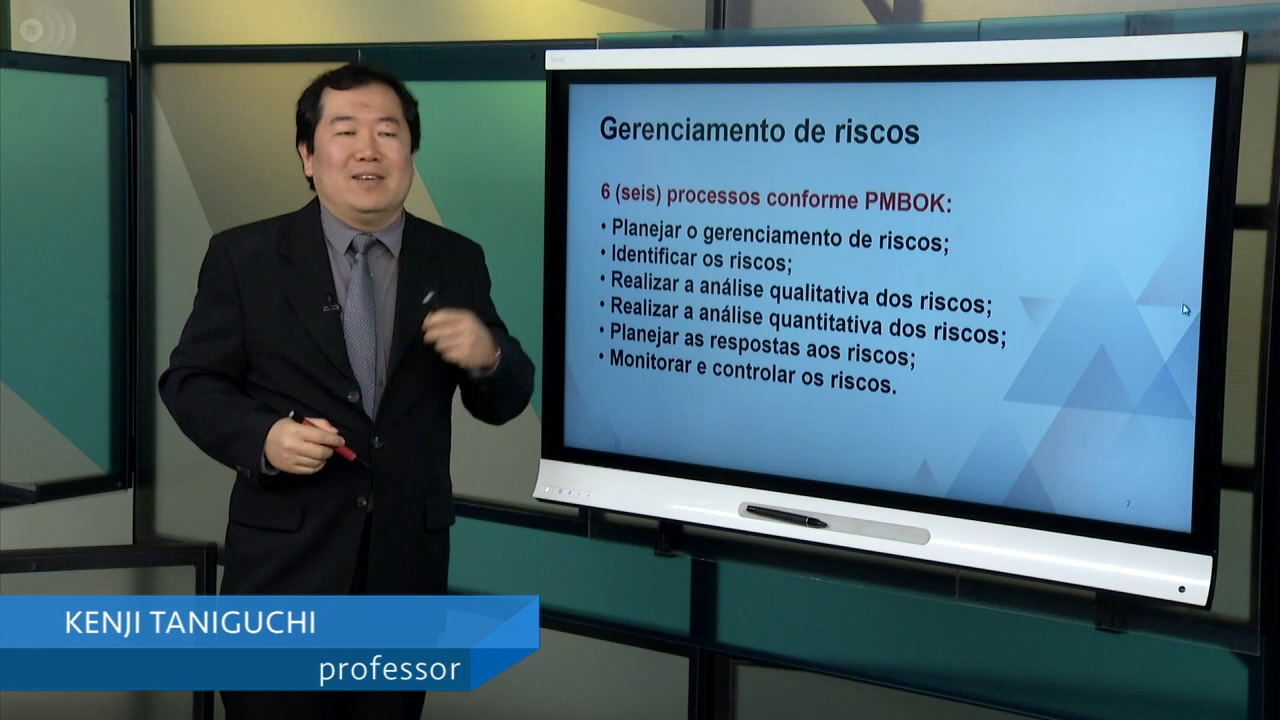 Gerenciamento de riscos
6 (seis) processos conforme PMBOK:
• Planejar o gerenciamento de riscos;
• Identificar os riscos;
• Realizar a análise qualitativa dos riscos;
• Realizar a análise quantitativa dos riscos;
• Planejar as respostas aos riscos;
• Monitorar e controlar os riscos.
7
KENJI TANIGUCHI
professor